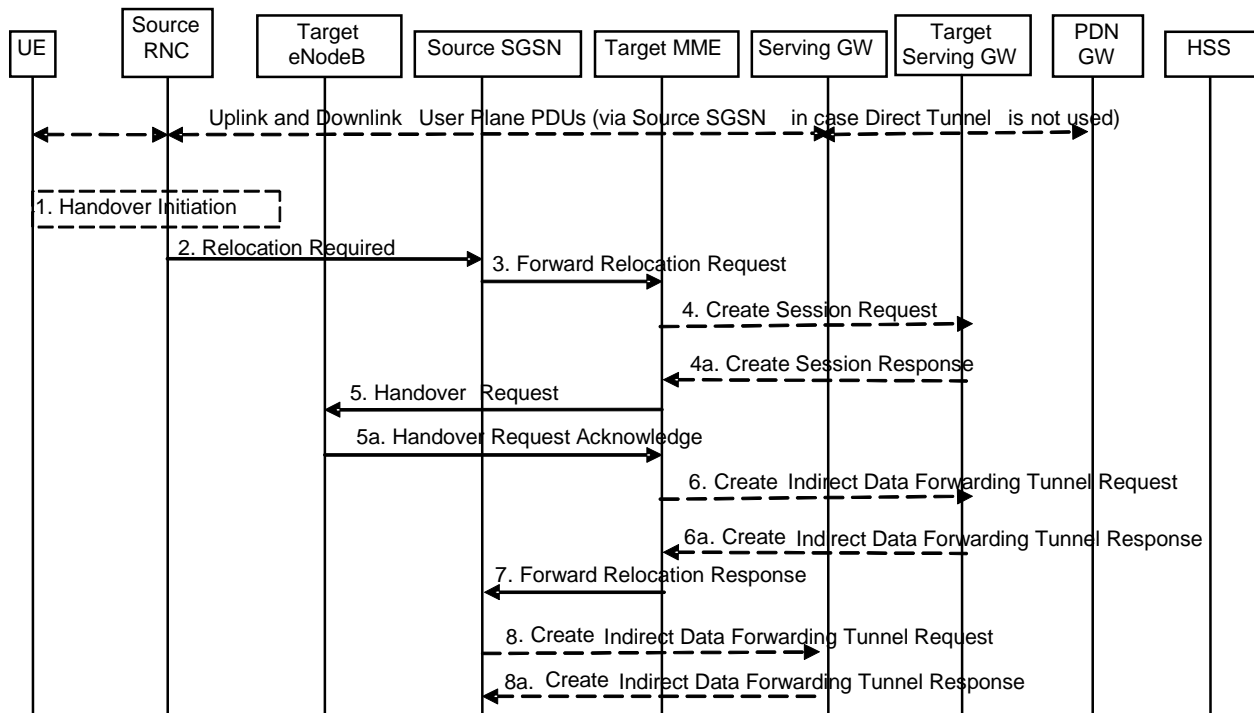 UE
Source
RNC
Target
eNodeB
Source SGSN
Target MME
Serving GW
Target
Serving GW
PDN
GW
HSS
Uplink and Downlink User Plane PDUs (via Source SGSN in case Direct Tunnel is not used)
1. Handover Initiation
2. Relocation Required
3. Forward Relocation Request
4. Create Session Request
4a. Create Session Response
5. Handover Request
5a. Handover Request Acknowledge
6. Create Indirect Data Forwarding Tunnel Request
6a. Create Indirect Data Forwarding Tunnel Response
7. Forward Relocation Response
8. Create Indirect Data Forwarding Tunnel Request
8a. Create Indirect Data Forwarding Tunnel Response